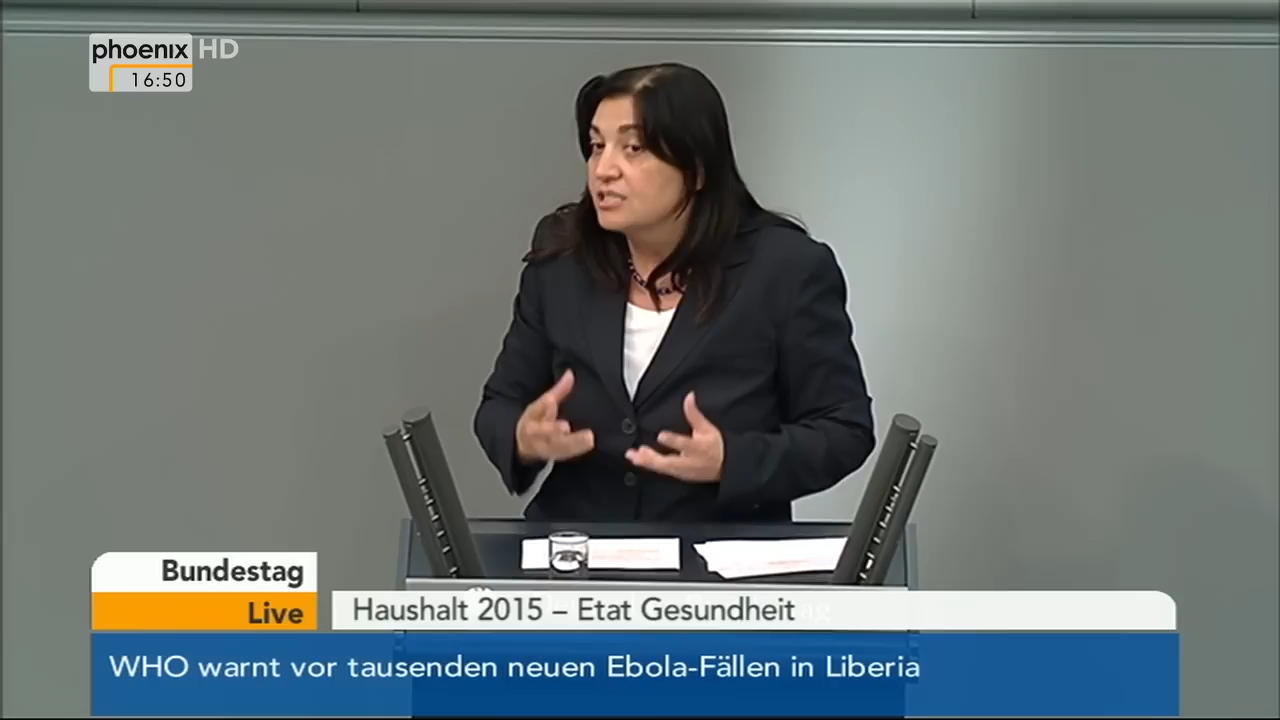 phoenix HD
16:50
Bundestag
Live
Haushalt 2015 – Etat Gesundheit
WHO warnt vor tausenden neuen Ebola-Fällen in Liberia